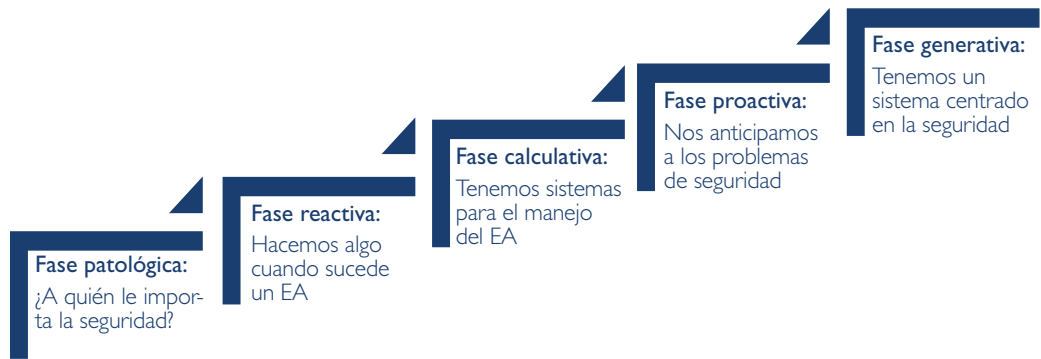 Fase patológica:
¿A quién le impor-
ta la seguridad?
Fase reactiva:
Hacemos algo
cuando sucede
un EA
Fase calculativa:
Tenemos sistemas
para el manejo
del EA
Fase proactiva:
Nos anticipamos
a los problemas
de seguridad
Fase generativa:
Tenemos un
sistema centrado
en la seguridad